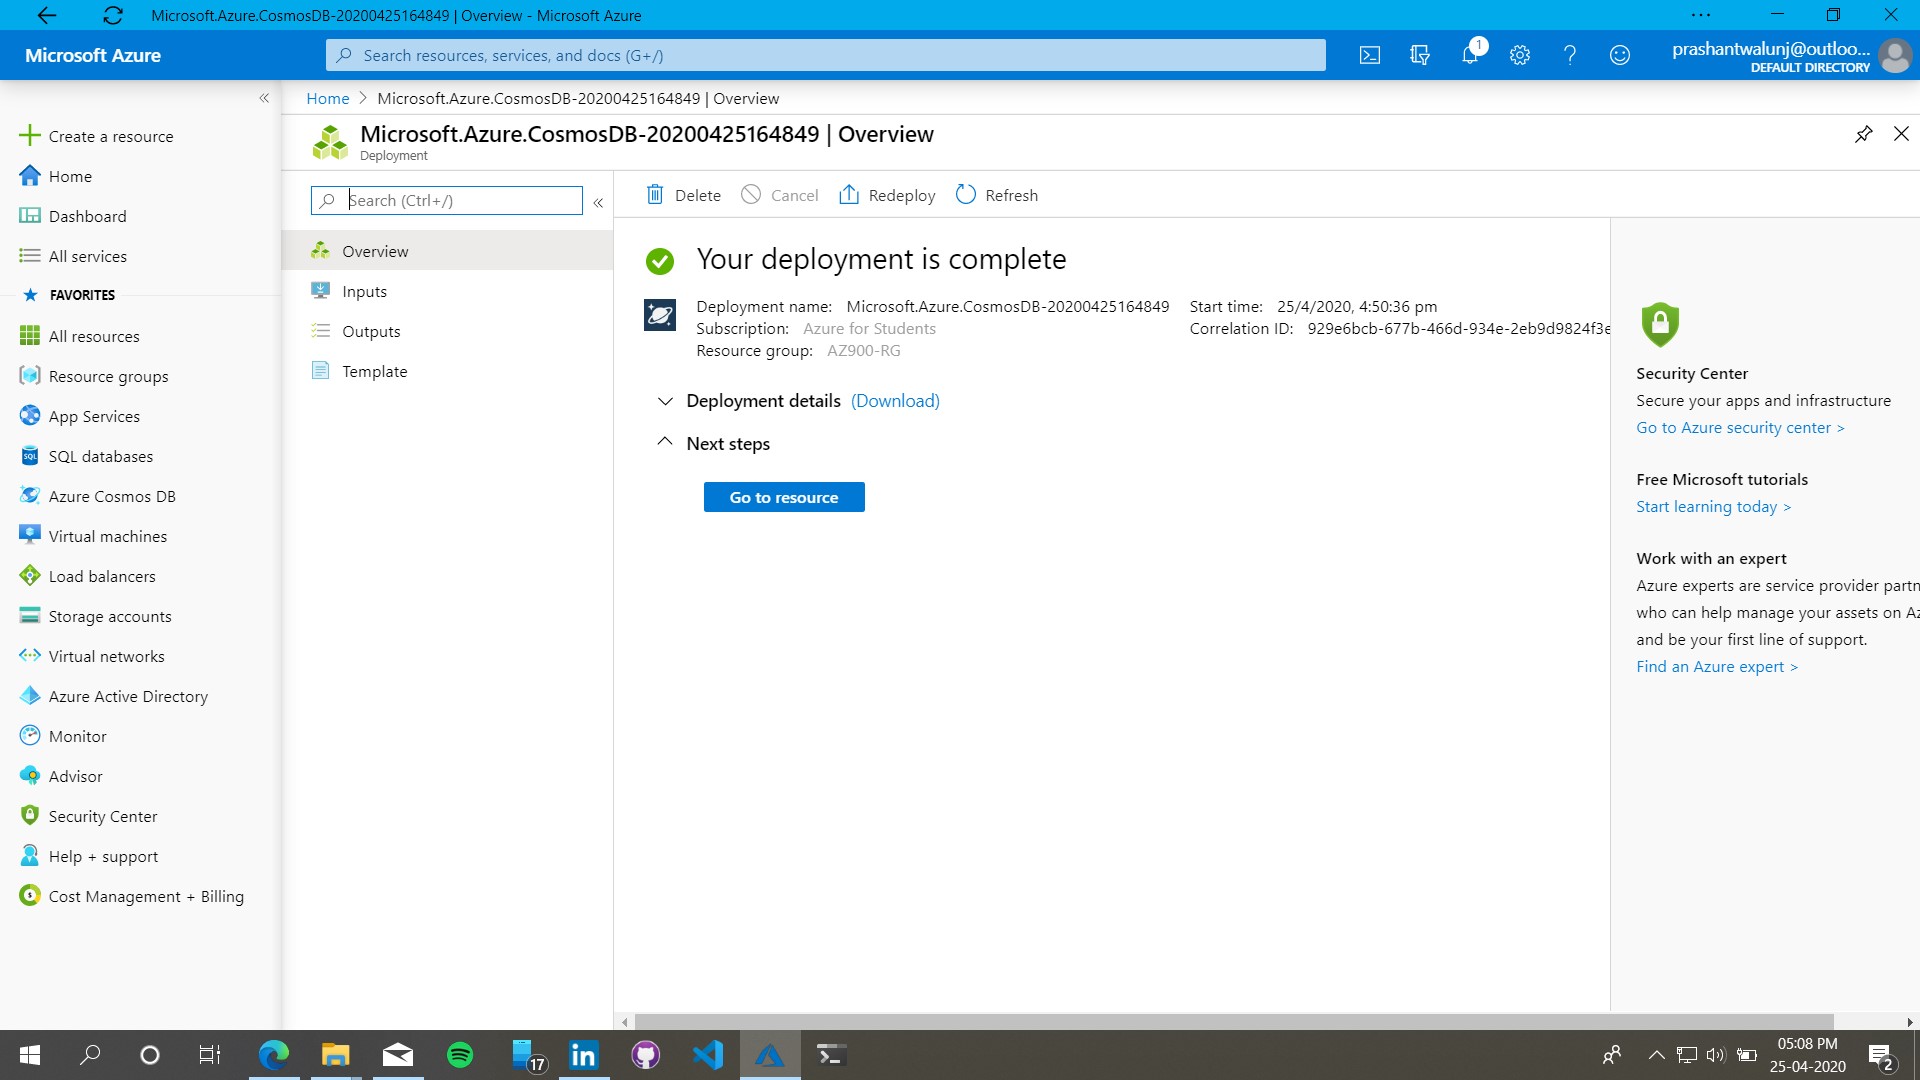 Microsoft.Azure.CosmosDB-20200425164849 | Overview - Microsoft Azure
Microsoft Azure
Search resources, services, and docs (G+/)
1
prashantwalunj@outloo...
DEFAULT DIRECTORY
Home > Microsoft.Azure.CosmosDB-20200425164849 | Overview
Create a resource
Home
Dashboard
All services
FAVORITES
All resources
Resource groups
App Services
SQL databases
Azure Cosmos DB
Virtual machines
Load balancers
Storage accounts
Virtual networks
Azure Active Directory
Monitor
Advisor
Security Center
Help + support
Cost Management + Billing
Microsoft.Azure.CosmosDB-20200425164849 | Overview
Deployment
Search (Ctrl+/)
Overview
Inputs
Outputs
Template
Delete
Cancel
Redeploy
Refresh
Your deployment is complete
Deployment name: Microsoft.Azure.CosmosDB-20200425164849
Subscription: Azure for Students
Resource group: AZ900-RG
Start time: 25/4/2020, 4:50:36 pm
Correlation ID: 929e6bcb-677b-466d-934e-2eb9d9824f3e
Deployment details (Download)
Next steps
Go to resource
Security Center
Secure your apps and infrastructure
Go to Azure security center >
Free Microsoft tutorials
Start learning today >
Work with an expert
Azure experts are service provider partn
who can help manage your assets on Az
and be your first line of support.
Find an Azure expert >
17
05:08 PM
25-04-2020
2